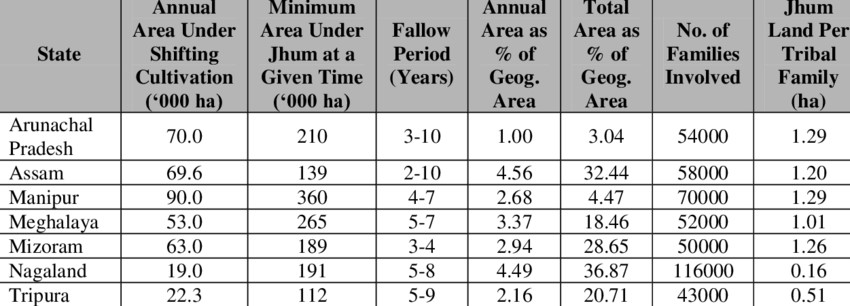 State | Annual Area Under Shifting Cultivation (‘000 ha) | Minimum Area Under Jhum at a Given Time (‘000 ha) | Fallow Period (Years) | Annual Area as % of Geog. Area | Total Area as % of Geog. Area | No. of Families Involved | Jhum Land Per Tribal Family (ha)
Arunachal Pradesh | 70.0 | 210 | 3-10 | 1.00 | 3.04 | 54000 | 1.29
Assam | 69.6 | 139 | 2-10 | 4.56 | 32.44 | 58000 | 1.20
Manipur | 90.0 | 360 | 4-7 | 2.68 | 4.47 | 70000 | 1.29
Meghalaya | 53.0 | 265 | 5-7 | 3.37 | 18.46 | 52000 | 1.01
Mizoram | 63.0 | 189 | 3-4 | 2.94 | 28.65 | 50000 | 1.26
Nagaland | 19.0 | 191 | 5-8 | 4.49 | 36.87 | 116000 | 0.16
Tripura | 22.3 | 112 | 5-9 | 2.16 | 20.71 | 43000 | 0.51